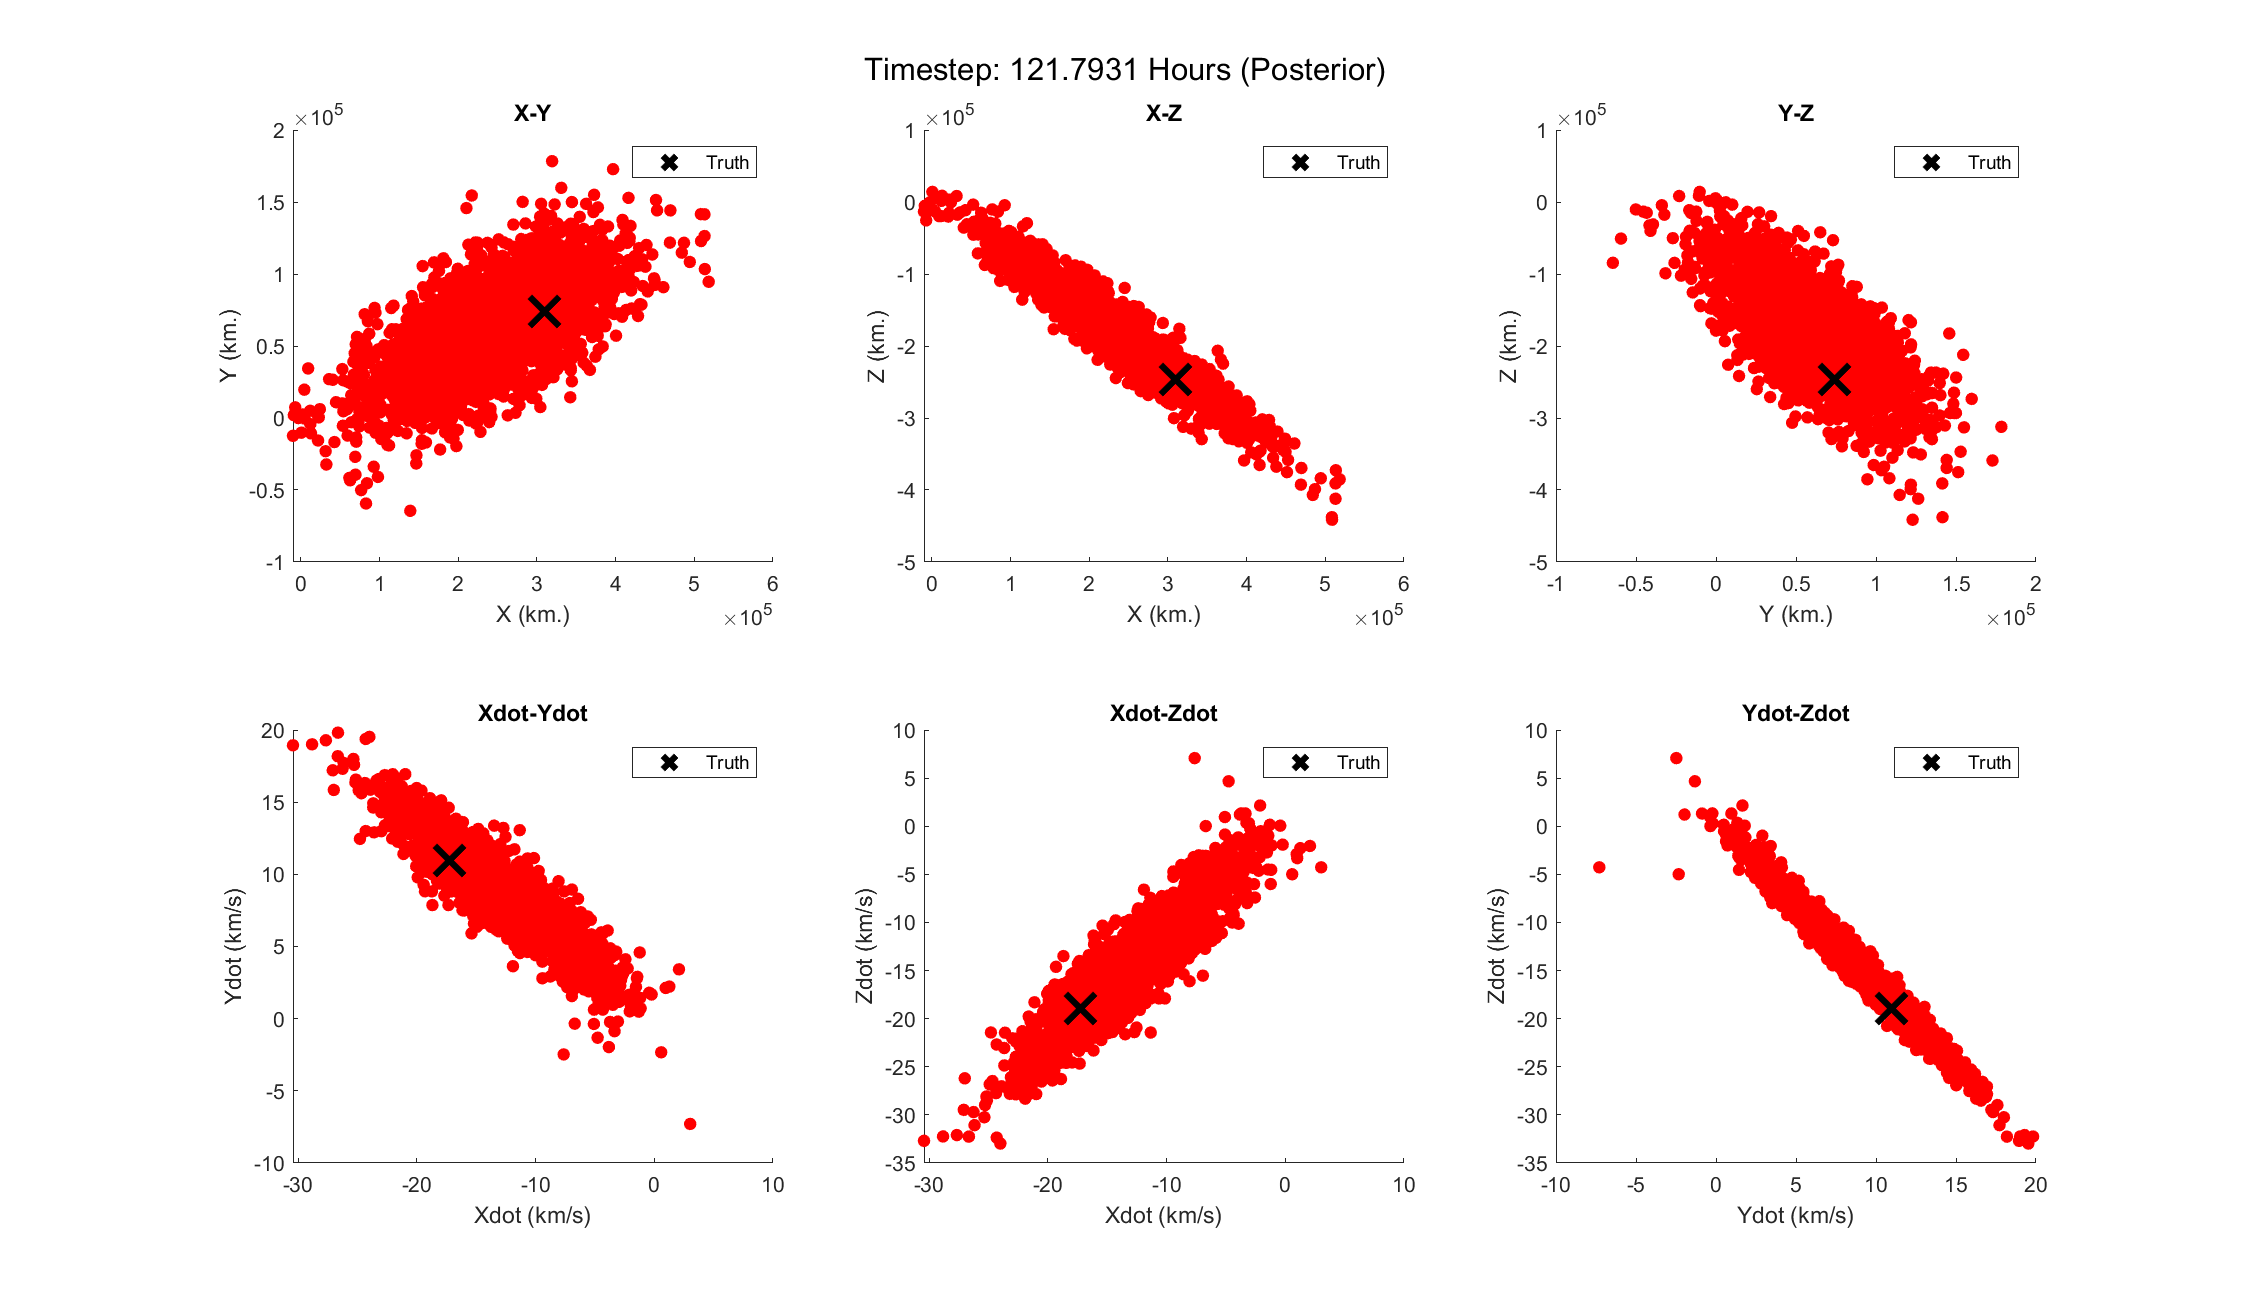 Timestep: 121.7931 Hours (Posterior)
X-Y
×10^5
2
1.5
1
0.5
0
-0.5
-1
Y (km.)
0 1 2 3 4 5 6
X (km.)
×10^5
Truth
X-Z
×10^5
1
0
-1
-2
-3
-4
-5
Z (km.)
0 1 2 3 4 5 6
X (km.)
×10^5
Truth
Y-Z
×10^5
1
0
-1
-2
-3
-4
-5
Z (km.)
-1 -0.5 0 0.5 1 1.5 2
Y (km.)
×10^5
Truth
Xdot-Ydot
20
15
10
5
0
-5
-10
Ydot (km/s)
-30 -20 -10 0 10
Xdot (km/s)
Truth
Xdot-Zdot
10
5
0
-5
-10
-15
-20
-25
-30
-35
Zdot (km/s)
-30 -20 -10 0 10
Xdot (km/s)
Truth
Ydot-Zdot
10
5
0
-5
-10
-15
-20
-25
-30
-35
Zdot (km/s)
-10 -5 0 5 10 15 20
Ydot (km/s)
Truth